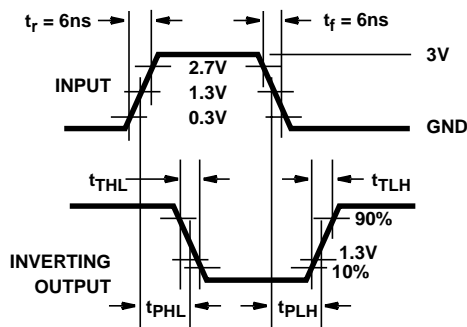 tr = 6ns
tf = 6ns
3V
INPUT
2.7V
1.3V
0.3V
GND
tTHL
tTLH
90%
1.3V
10%
INVERTING
OUTPUT
tPHL
tPLH